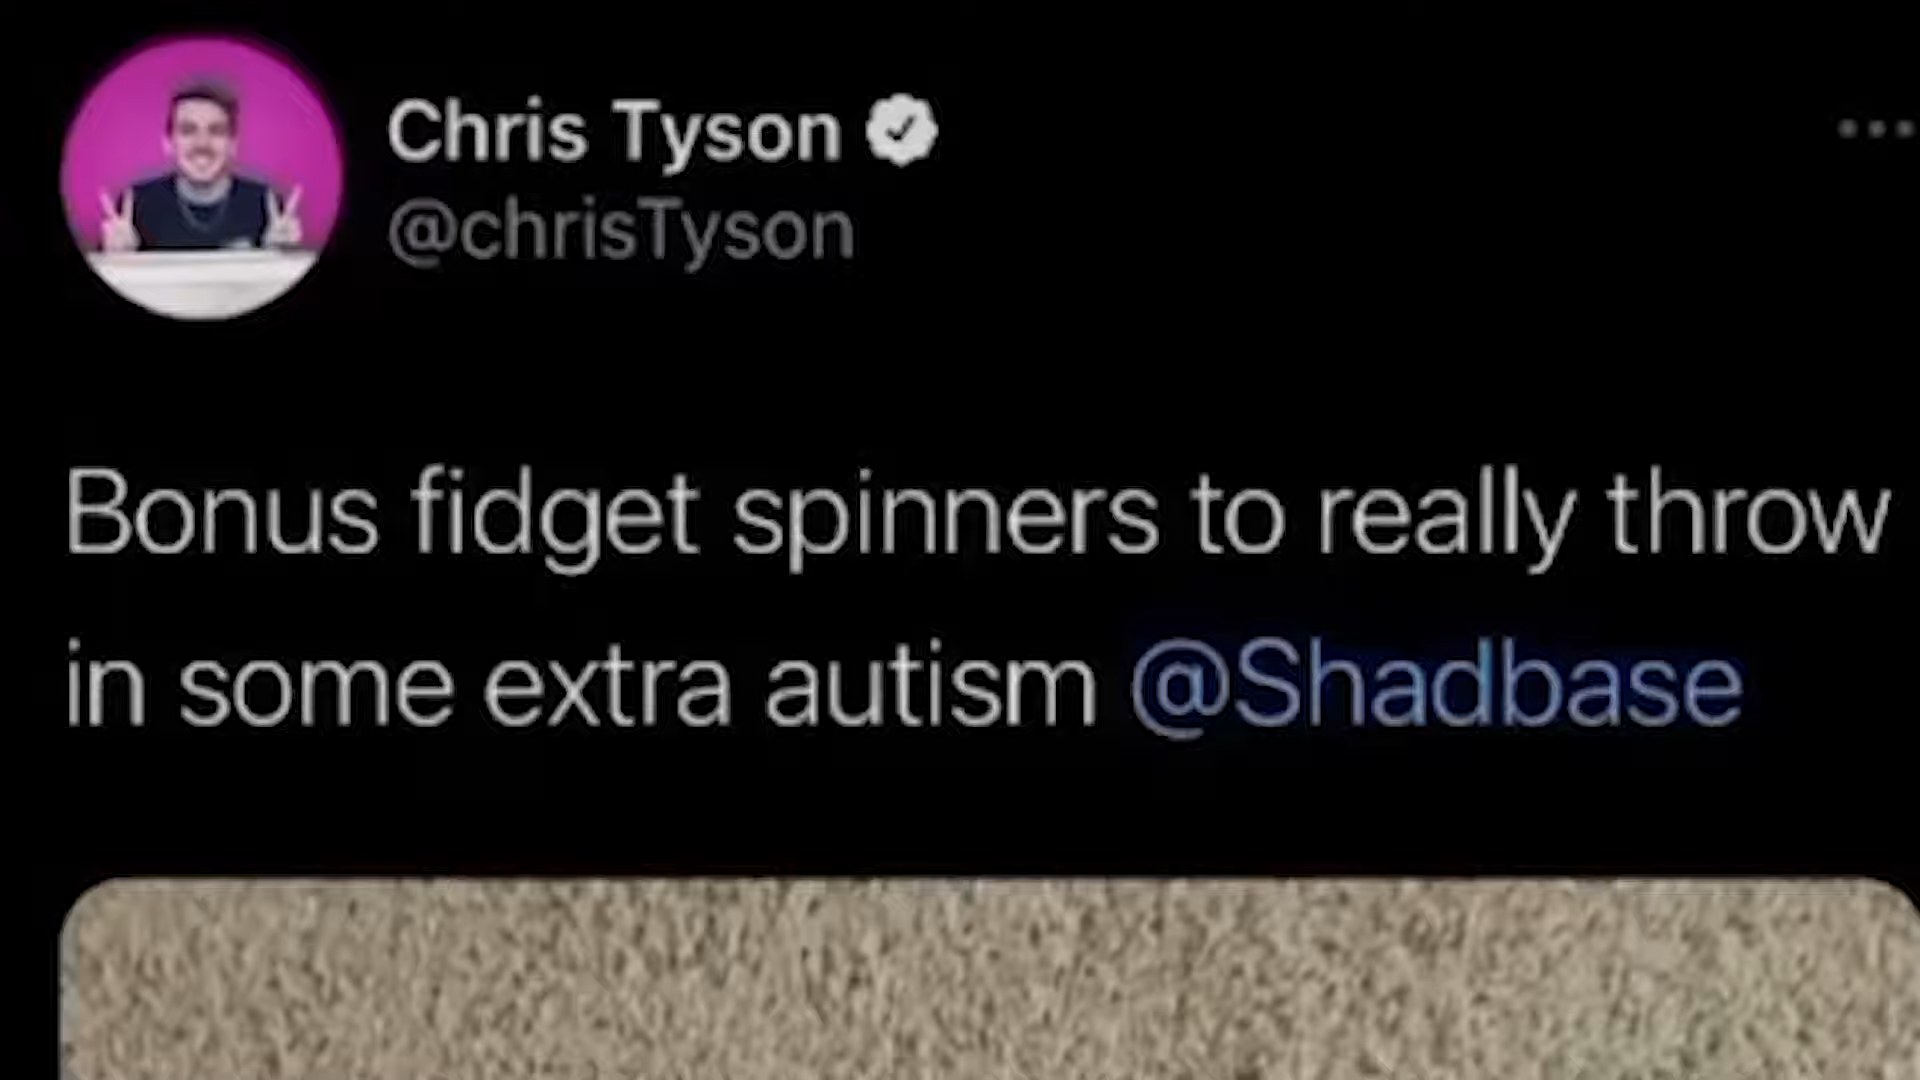 Chris Tyson
@chrisTyson
Bonus fidget spinners to really throw
in some extra autism @Shadbase